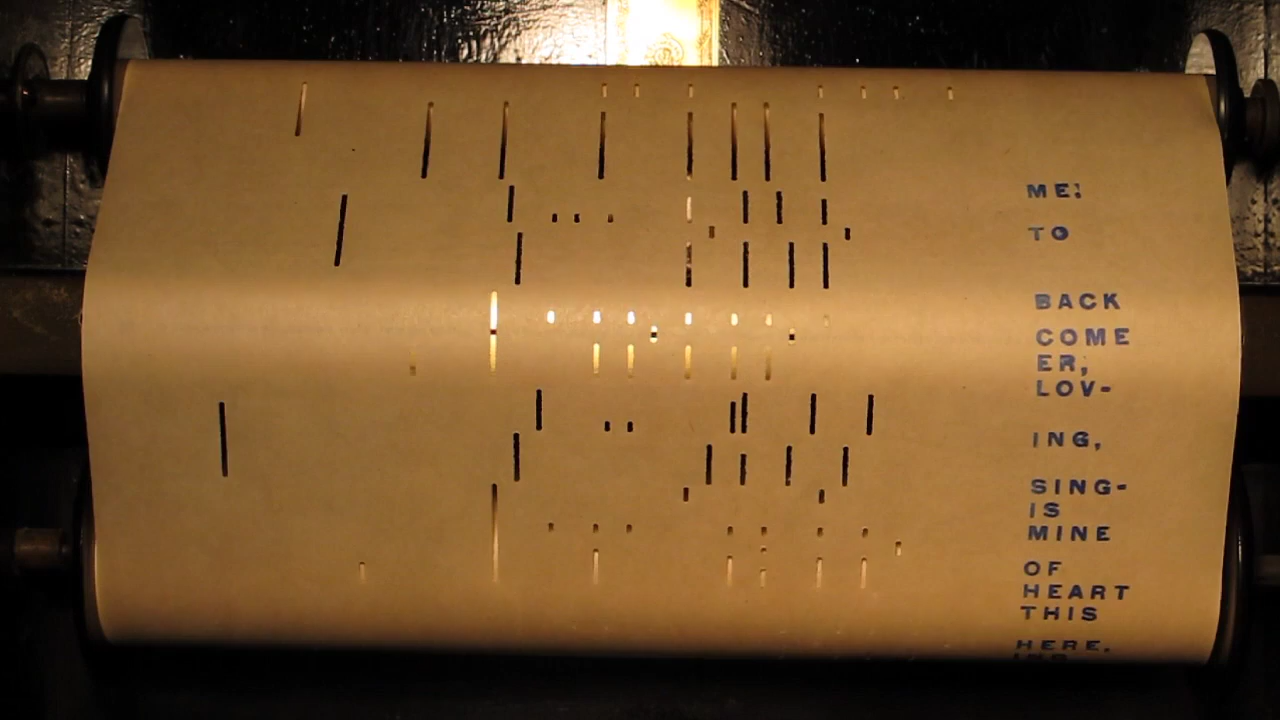 ME!
TO
BACK
COME
ER,
LOV-
ING,
SING-
IS
MINE
OF
HEART
THIS
HERE,